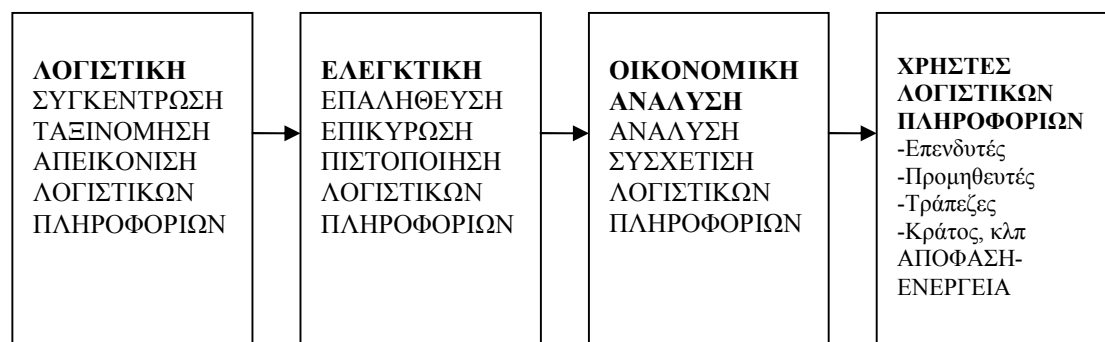 ΛΟΓΙΣΤΙΚΗ
ΣΥΓΚΕΝΤΡΩΣΗ
ΤΑΞΙΝΟΜΗΣΗ
ΑΠΕΙΚΟΝΙΣΗ
ΛΟΓΙΣΤΙΚΩΝ
ΠΛΗΡΟΦΟΡΙΩΝ
ΕΛΕΓΚΤΙΚΗ
ΕΠΑΛΗΘΕΥΣΗ
ΕΠΙΚΥΡΩΣΗ
ΠΙΣΤΟΠΟΙΗΣΗ
ΛΟΓΙΣΤΙΚΩΝ
ΠΛΗΡΟΦΟΡΙΩΝ
ΟΙΚΟΝΟΜΙΚΗ
ΑΝΑΛΥΣΗ
ΑΝΑΛΥΣΗ
ΣΥΣΧΕΤΙΣΗ
ΛΟΓΙΣΤΙΚΩΝ
ΠΛΗΡΟΦΟΡΙΩΝ
ΧΡΗΣΤΕΣ
ΛΟΓΙΣΤΙΚΩΝ
ΠΛΗΡΟΦΟΡΙΩΝ
-Επενδυτές
-Προμηθευτές
-Τράπεζες
-Κράτος, κλπ
ΑΠΟΦΑΣΗ-
ΕΝΕΡΓΕΙΑ